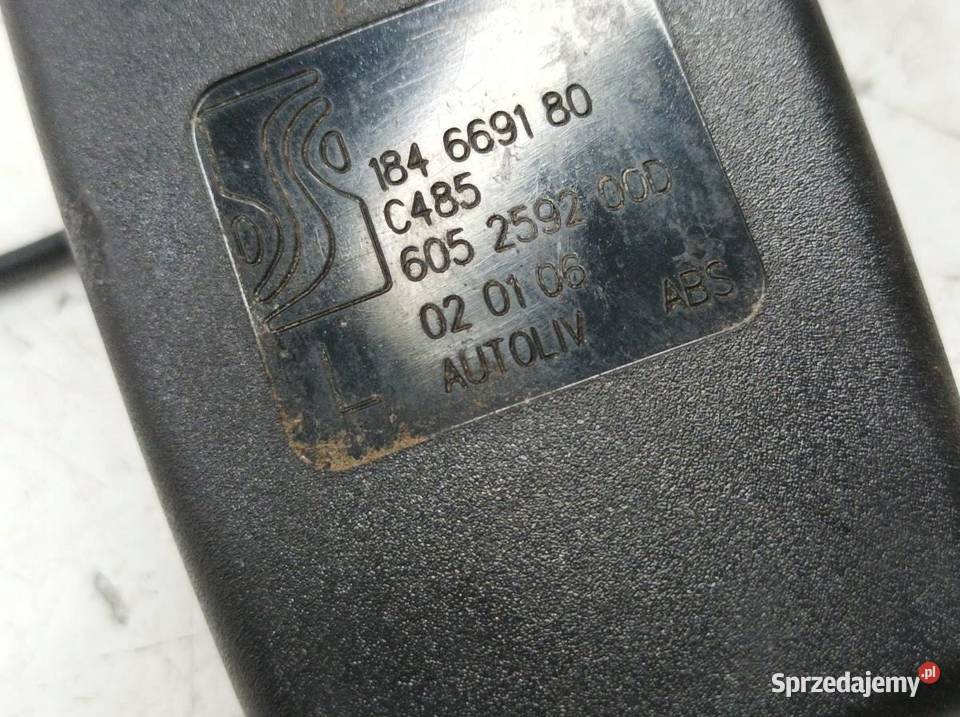 184 6691 80
C485
605 2592 00D
02 01 06
L AUTOLIV ABS
Sprzedajemy.pl